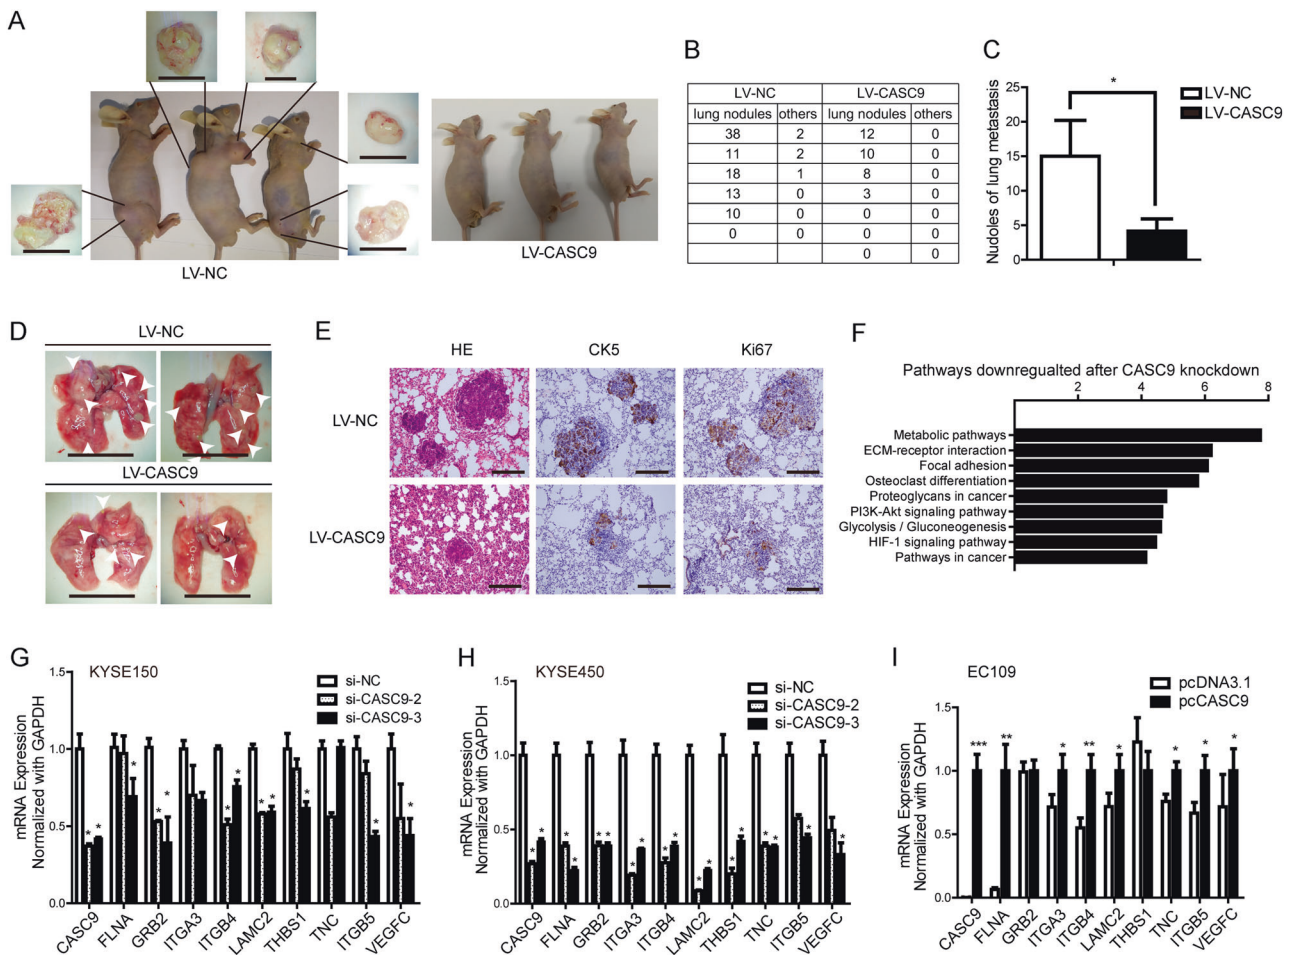 A
LV-NC
LV-CASC9
B
LV-NC LV-CASC9
lung nodules others lung nodules others
38 2 12 0
11 2 10 0
18 1 8 0
13 0 3 0
10 0 0 0
0 0 0 0
0 0
C
Nudoles of lung metastasis
25
20
15
10
5
0
*
LV-NC
LV-CASC9
D
LV-NC
LV-CASC9
E
HE CK5 Ki67
LV-NC
LV-CASC9
F
Pathways downregualted after CASC9 knockdown
2 4 6 8
Metabolic pathways
ECM-receptor interaction
Focal adhesion
Osteoclast differentiation
Proteoglycans in cancer
PI3K-Akt signaling pathway
Glycolysis / Gluconeogenesis
HIF-1 signaling pathway
Pathways in cancer
G
KYSE150
mRNA Expression
Normalized with GAPDH
1.5
1.0
0.5
0.0
si-NC
si-CASC9-2
si-CASC9-3
* * * * * * * * * * * *
CASC9 FLNA GRB2 ITGA3 ITGB4 LAMC2 THBS1 TNC ITGB5 VEGFC
H
KYSE450
mRNA Expression
Normalized with GAPDH
1.5
1.0
0.5
0.0
si-NC
si-CASC9-2
si-CASC9-3
* * * * * * * * * * * * * * * * * * *
* *
CASC9 FLNA GRB2 ITGA3 ITGB4 LAMC2 THBS1 TNC ITGB5 VEGFC
I
EC109
mRNA Expression
Normalized with GAPDH
1.5
1.0
0.5
0.0
pcDNA3.1
pcCASC9
*** ** * ** * * * *
CASC9 FLNA GRB2 ITGA3 ITGB4 LAMC2 THBS1 TNC ITGB5 VEGFC